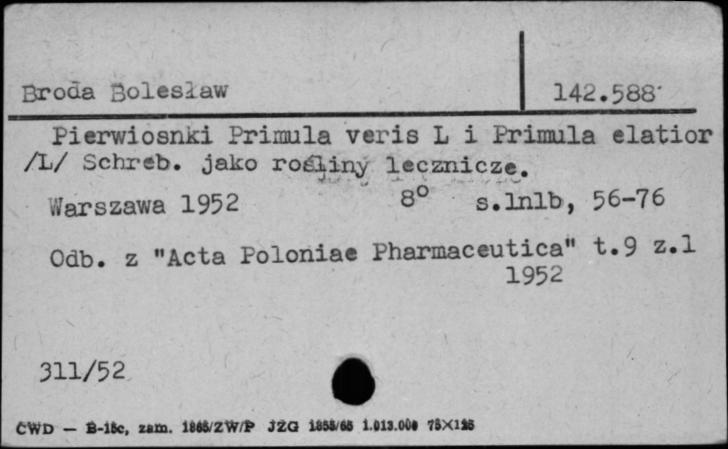 Broda Bolesław 142.588
Pierwiosnki Primula veris L i Primula elatior
/L/ Schreb. jako rośliny lecznicze.
Warszawa 1952 8° s.lnlb, 56-76
Odb. z "Acta Poloniae Pharmaceutica" t.9 z.1
1952
311/52
CWD — B-18c, zam. 1865/ZW/P JZG 1858/65 1.013.000 75×125